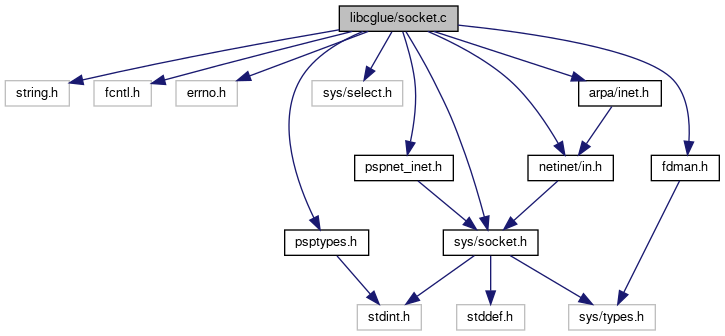 libcglue/socket.c
string.h
fcntl.h
errno.h
sys/select.h
arpa/inet.h
pspnet_inet.h
netinet/in.h
fdman.h
psptypes.h
sys/socket.h
stdint.h
stddef.h
sys/types.h